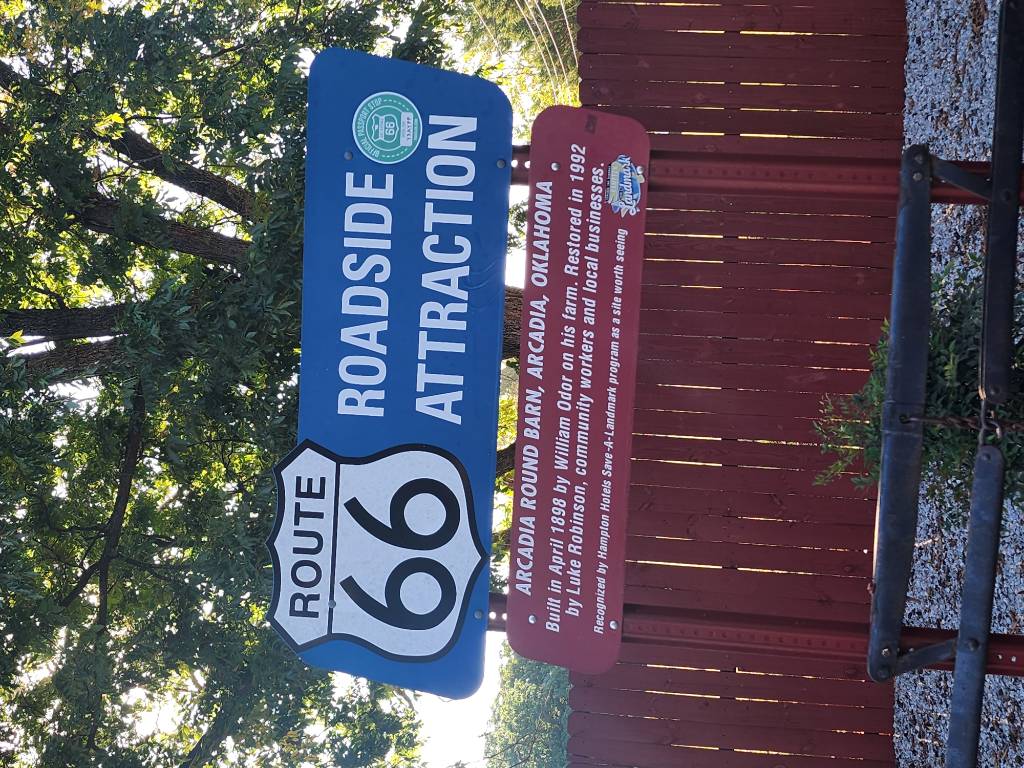 ROUTE
66
ROADSIDE
ATTRACTION
66
ARCADIA ROUND BARN, ARCADIA, OKLAHOMA
Built in April 1898 by William Odor on his farm. Restored in 1992
by Luke Robinson, community workers and local businesses.
Recognized by Hampton Hotels Save-A-Landmark program as a site worth seeing
Landmark